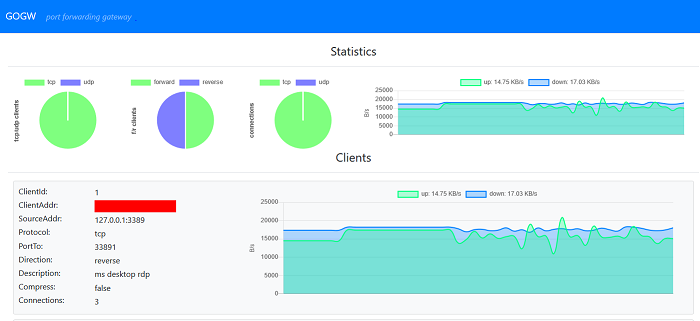 GOGW port forwarding gateway
Statistics
tcp udp
forward reverse
tcp udp
up: 14.75 KB/s down: 17.03 KB/s
tcp/udp clients
f/r clients
connections
B/s
25000
20000
15000
10000
5000
0
Clients
ClientId: 1
ClientAddr:
SourceAddr: 127.0.0.1:3389
Protocol: tcp
PortTo: 33891
Direction: reverse
Description: ms desktop rdp
Compress: false
Connections: 3
up: 14.75 KB/s down: 17.03 KB/s
B/s
25000
20000
15000
10000
5000
0